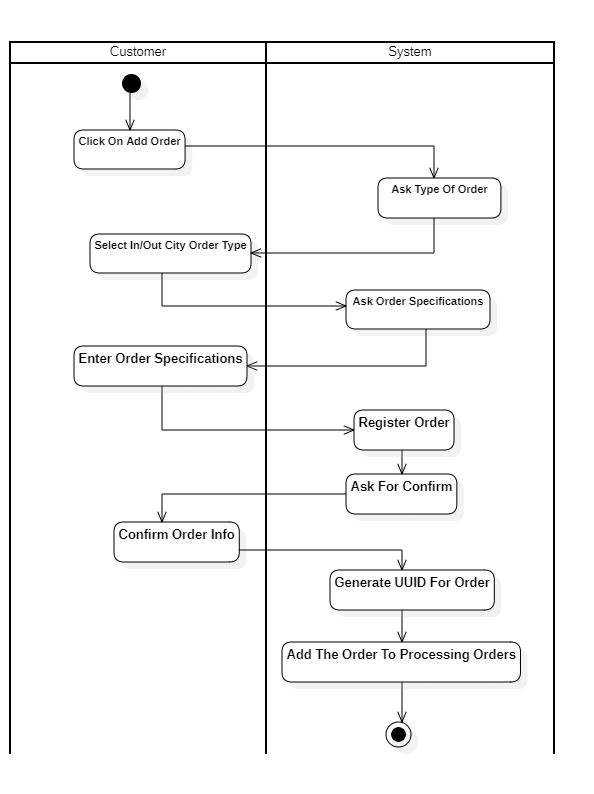 Customer
System
Click On Add Order
Ask Type Of Order
Select In/Out City Order Type
Ask Order Specifications
Enter Order Specifications
Register Order
Ask For Confirm
Confirm Order Info
Generate UUID For Order
Add The Order To Processing Orders